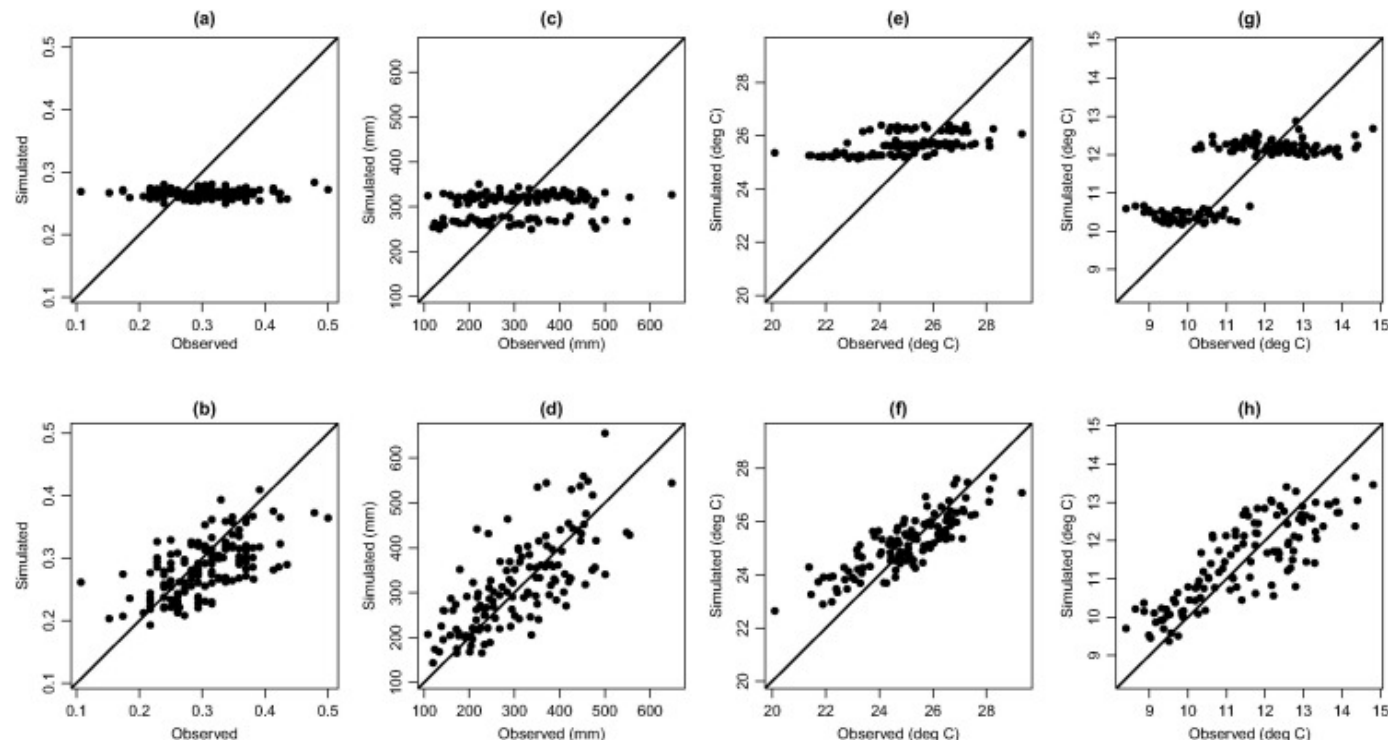 (a)
(c)
(e)
(g)
Simulated
0.1 0.2 0.3 0.4 0.5
0.1 0.2 0.3 0.4 0.5
Observed
Simulated (mm)
100 200 300 400 500 600
100 200 300 400 500 600
Observed (mm)
Simulated (deg C)
20 22 24 26 28
20 22 24 26 28
Observed (deg C)
Simulated (deg C)
9 10 11 12 13 14 15
9 10 11 12 13 14 15
Observed (deg C)
(b)
(d)
(f)
(h)
Simulated
0.1 0.2 0.3 0.4 0.5
0.1 0.2 0.3 0.4 0.5
Observed
Simulated (mm)
100 200 300 400 500 600
100 200 300 400 500 600
Observed (mm)
Simulated (deg C)
20 22 24 26 28
20 22 24 26 28
Observed (deg C)
Simulated (deg C)
9 10 11 12 13 14 15
9 10 11 12 13 14 15
Observed (deg C)